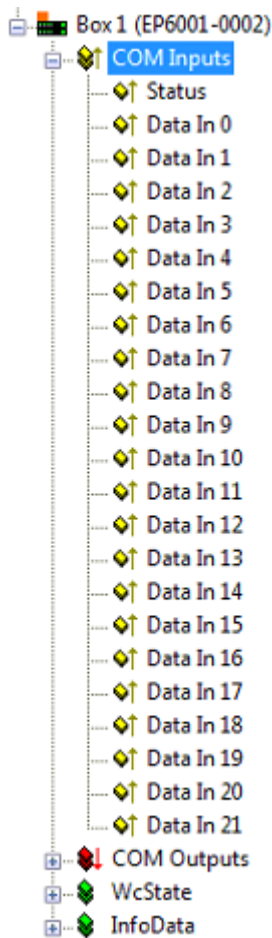 Box 1 (EP6001-0002)
COM Inputs
Status
Data In 0
Data In 1
Data In 2
Data In 3
Data In 4
Data In 5
Data In 6
Data In 7
Data In 8
Data In 9
Data In 10
Data In 11
Data In 12
Data In 13
Data In 14
Data In 15
Data In 16
Data In 17
Data In 18
Data In 19
Data In 20
Data In 21
COM Outputs
WcState
InfoData